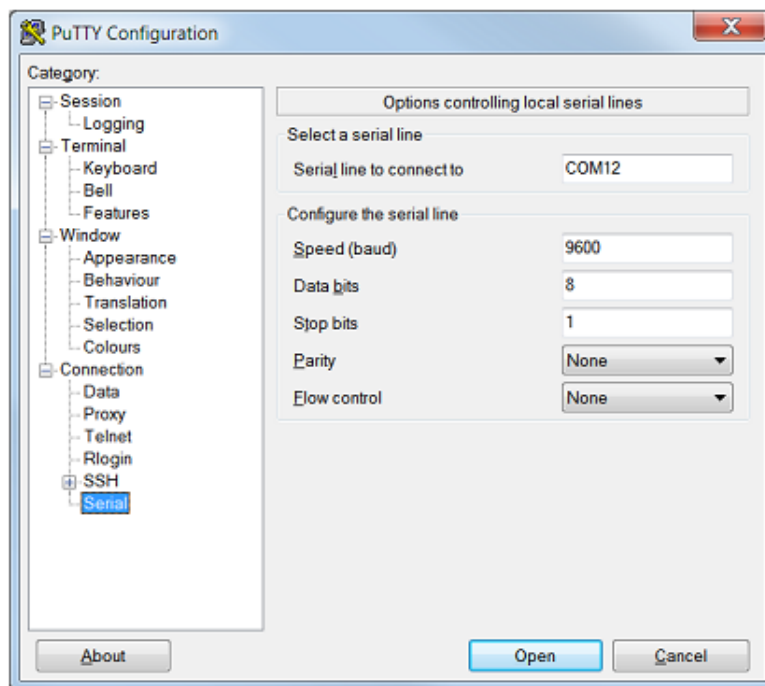 PuTTY Configuration
X
Category:
Session
Logging
Terminal
Keyboard
Bell
Features
Window
Appearance
Behaviour
Translation
Selection
Colours
Connection
Data
Proxy
Telnet
Rlogin
SSH
Serial
Options controlling local serial lines
Select a serial line
Serial line to connect to COM12
Configure the serial line
Speed (baud) 9600
Data bits 8
Stop bits 1
Parity None
Flow control None
About Open Cancel